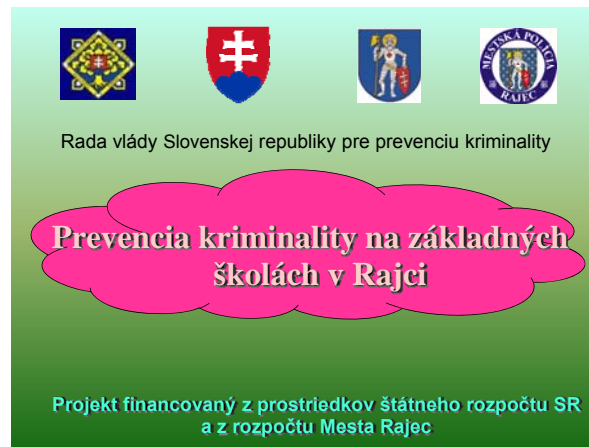 MESTSKÁ POLÍCIA
RAJEC
Rada vlády Slovenskej republiky pre prevenciu kriminality
Prevencia kriminality na základných
školách v Rajci
Projekt financovaný z prostriedkov štátneho rozpočtu SR
a z rozpočtu Mesta Rajec